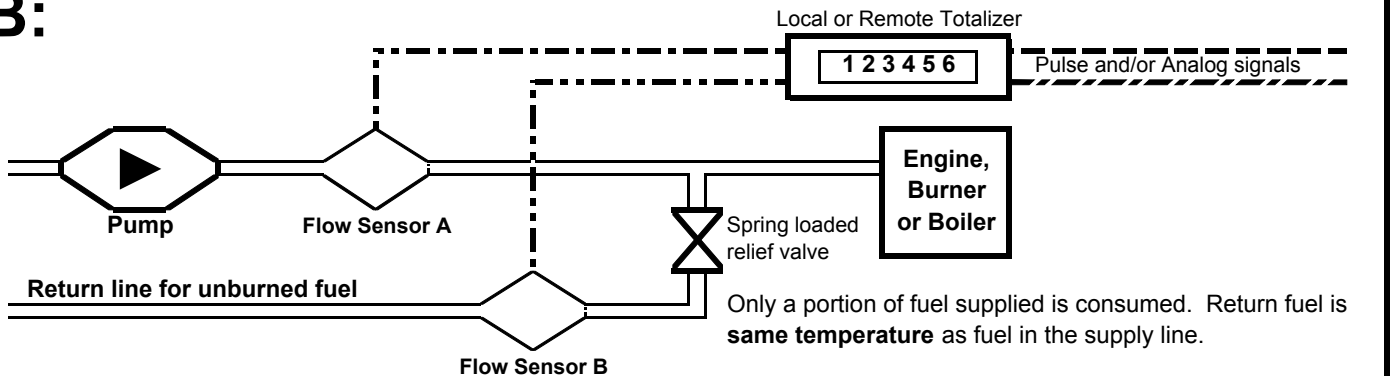 B:
Local or Remote Totalizer
1 2 3 4 5 6
Pulse and/or Analog signals
Pump
Flow Sensor A
Engine,
Burner
or Boiler
Spring loaded
relief valve
Return line for unburned fuel
Only a portion of fuel supplied is consumed.  Return fuel is
same temperature as fuel in the supply line.
Flow Sensor B